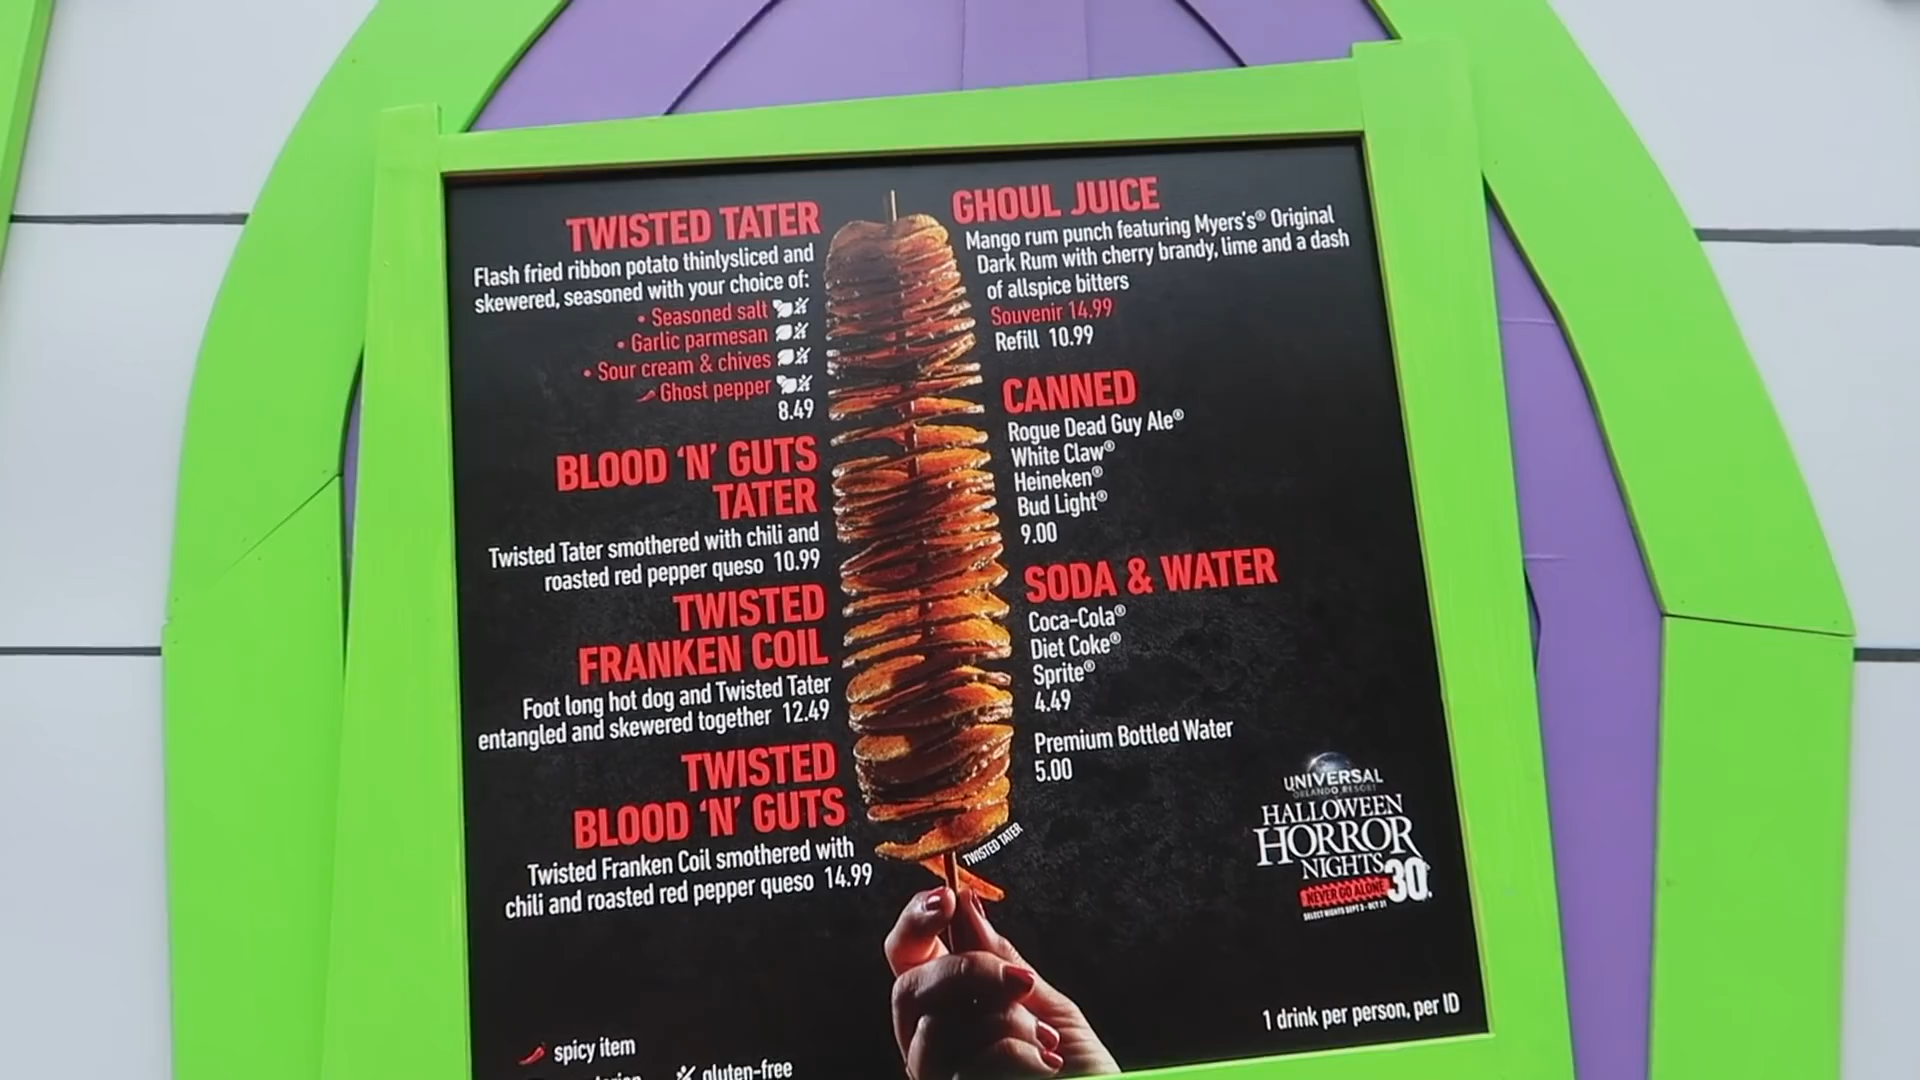 TWISTED TATER
Flash fried ribbon potato thinlysliced and
skewered, seasoned with your choice of:
• Seasoned salt
• Garlic parmesan
• Sour cream & chives
Ghost pepper
8.49
BLOOD ‘N’ GUTS
TATER
Twisted Tater smothered with chili and
roasted red pepper queso 10.99
TWISTED
FRANKEN COIL
Foot long hot dog and Twisted Tater
entangled and skewered together 12.49
TWISTED
BLOOD ‘N’ GUTS
Twisted Franken Coil smothered with
chili and roasted red pepper queso 14.99
spicy item
gluten-free
TWISTED TATER
GHOUL JUICE
Mango rum punch featuring Myers's® Original
Dark Rum with cherry brandy, lime and a dash
of allspice bitters
Souvenir 14.99
Refill 10.99
CANNED
Rogue Dead Guy Ale®
White Claw®
Heineken®
Bud Light®
9.00
SODA & WATER
Coca-Cola®
Diet Coke®
Sprite®
4.49
Premium Bottled Water
5.00
UNIVERSAL
ORLANDO RESORT
HALLOWEEN
HORROR
NIGHTS 30
NEVER GO ALONE
SELECT NIGHTS SEPT 3 - OCT 31
1 drink per person, per ID